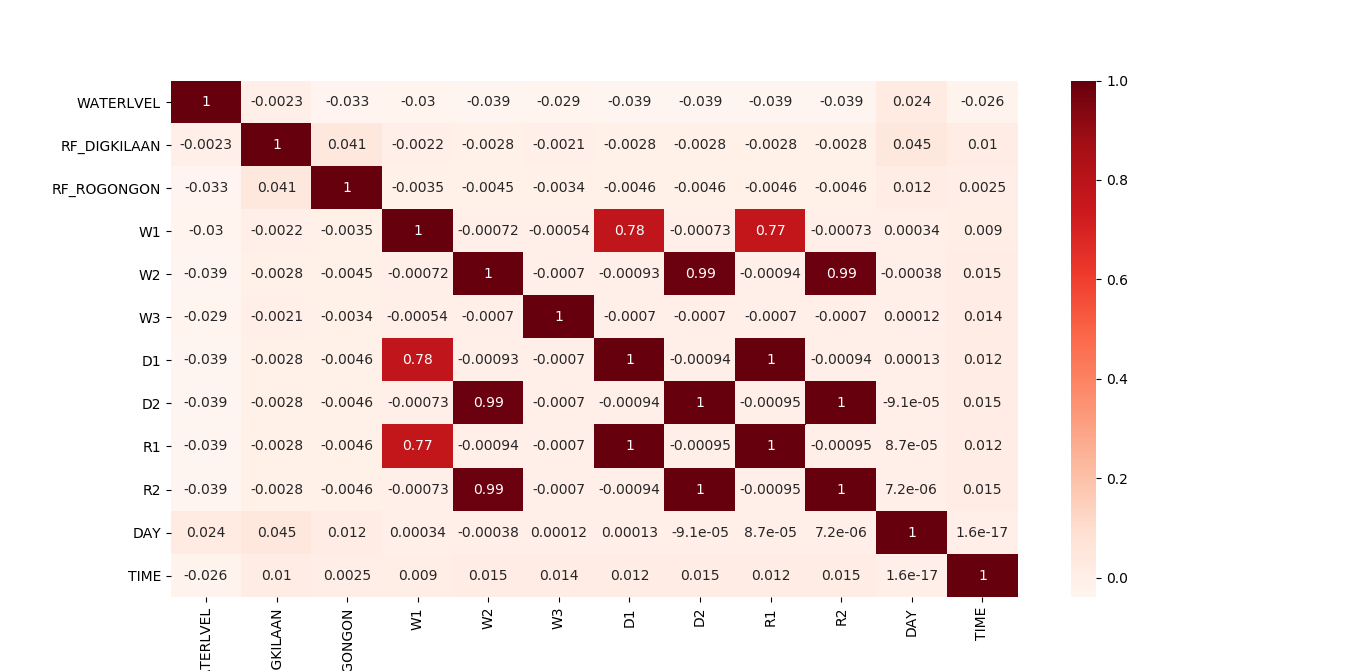 1.0
WATERLVEL 1 -0.0023 -0.033 -0.03 -0.039 -0.029 -0.039 -0.039 -0.039 -0.039 0.024 -0.026
RF_DIGKILAAN -0.0023 1 0.041 -0.0022 -0.0028 -0.0021 -0.0028 -0.0028 -0.0028 -0.0028 0.045 0.01
0.8
RF_ROGONGON -0.033 0.041 1 -0.0035 -0.0045 -0.0034 -0.0046 -0.0046 -0.0046 -0.0046 0.012 0.0025
W1 -0.03 -0.0022 -0.0035 1 -0.00072 -0.00054 0.78 -0.00073 0.77 -0.00073 0.00034 0.009
W2 -0.039 -0.0028 -0.0045 -0.00072 1 -0.0007 -0.00093 0.99 -0.00094 0.99 -0.00038 0.015
0.6
W3 -0.029 -0.0021 -0.0034 -0.00054 -0.0007 1 -0.0007 -0.0007 -0.0007 -0.0007 0.00012 0.014
D1 -0.039 -0.0028 -0.0046 0.78 -0.00093 -0.0007 1 -0.00094 1 -0.00094 0.00013 0.012
0.4
D2 -0.039 -0.0028 -0.0046 -0.00073 0.99 -0.0007 -0.00094 1 -0.00095 1 -9.1e-05 0.015
R1 -0.039 -0.0028 -0.0046 0.77 -0.00094 -0.0007 1 -0.00095 1 -0.00095 8.7e-05 0.012
0.2
R2 -0.039 -0.0028 -0.0046 -0.00073 0.99 -0.0007 -0.00094 1 -0.00095 1 7.2e-06 0.015
DAY 0.024 0.045 0.012 0.00034 -0.00038 0.00012 0.00013 -9.1e-05 8.7e-05 7.2e-06 1 1.6e-17
TIME -0.026 0.01 0.0025 0.009 0.015 0.014 0.012 0.015 0.012 0.015 1.6e-17 1
0.0
TERLVEL GKILAAN GONGON W1 W2 W3 D1 D2 R1 R2 DAY TIME